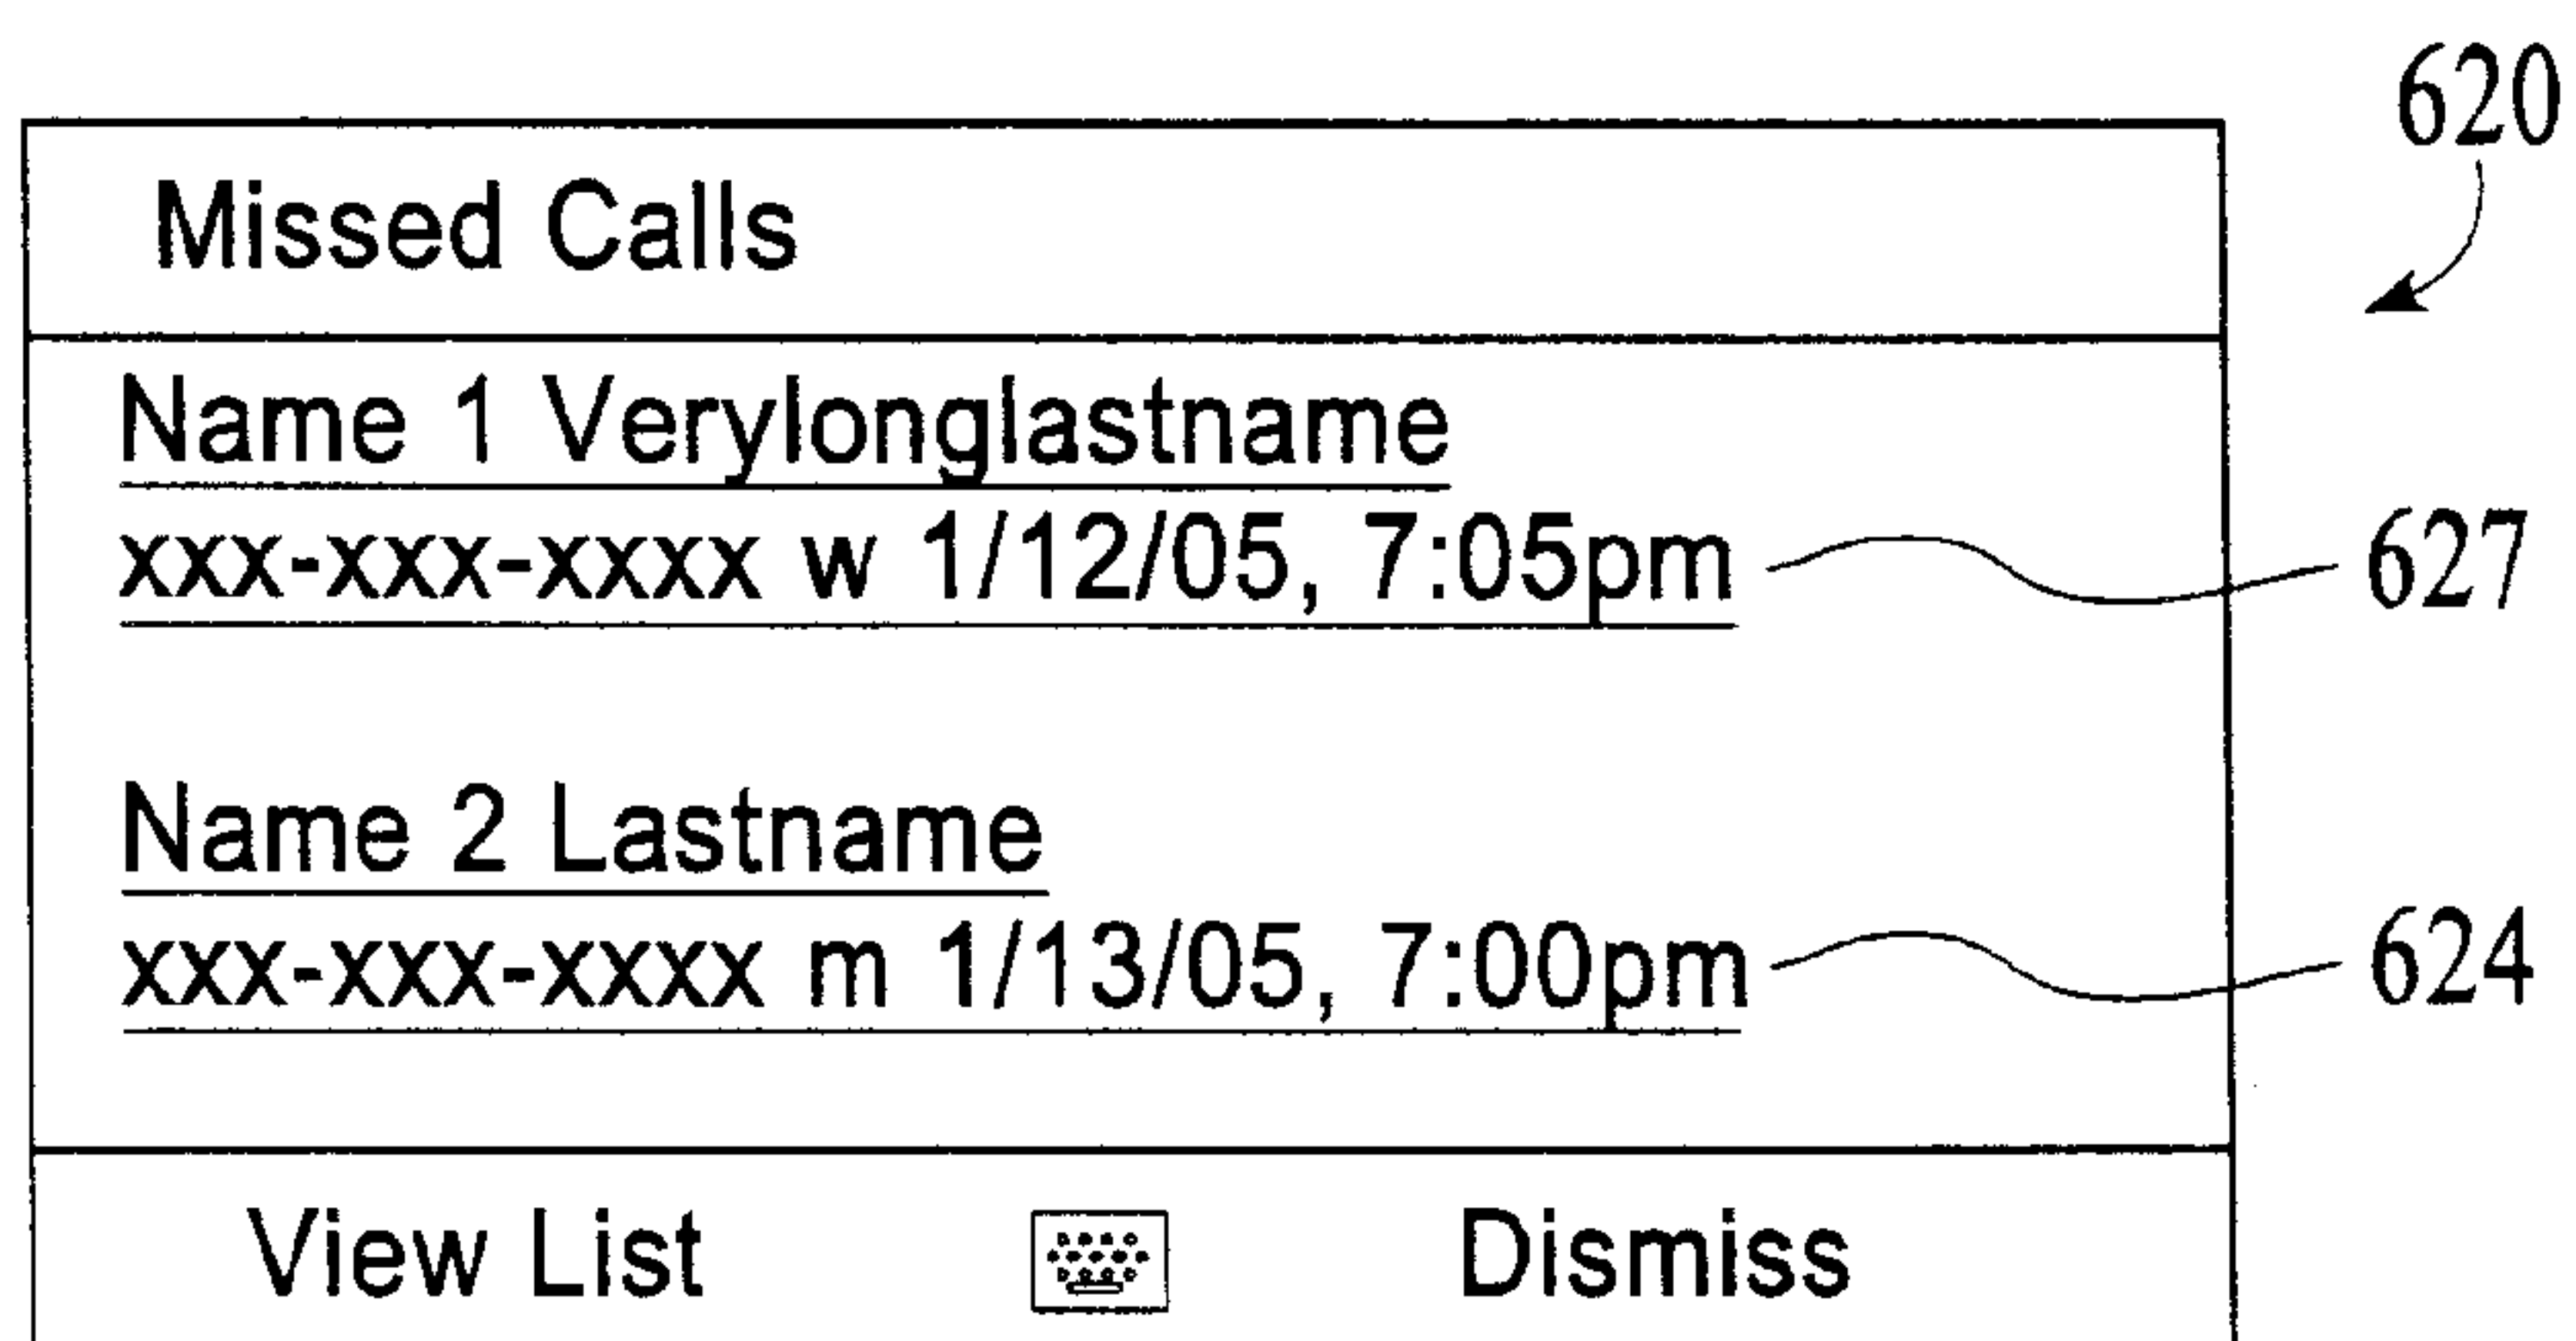 620
Missed Calls
Name 1 Verylonglastname
xxx-xxx-xxxx w 1/12/05, 7:05pm
627
Name 2 Lastname
xxx-xxx-xxxx m 1/13/05, 7:00pm
624
View List
Dismiss